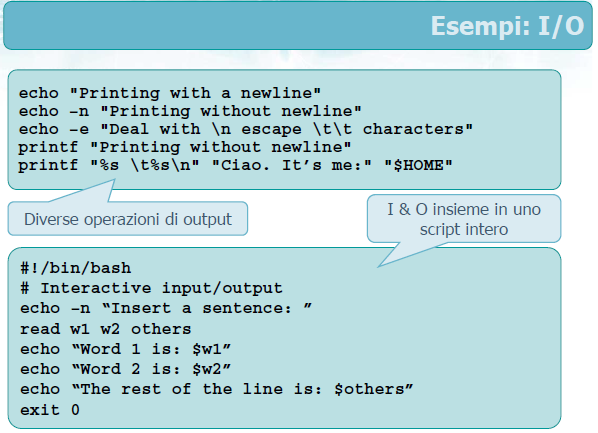 Esempi: I/O
echo "Printing with a newline"
echo -n "Printing without newline"
echo -e "Deal with \n escape \t\t characters"
printf "Printing without newline"
printf "%s \t%s\n" "Ciao. It’s me:" "$HOME"
Diverse operazioni di output
I & O insieme in uno
script intero
#!/bin/bash
# Interactive input/output
echo -n “Insert a sentence: ”
read w1 w2 others
echo “Word 1 is: $w1”
echo “Word 2 is: $w2”
echo “The rest of the line is: $others”
exit 0